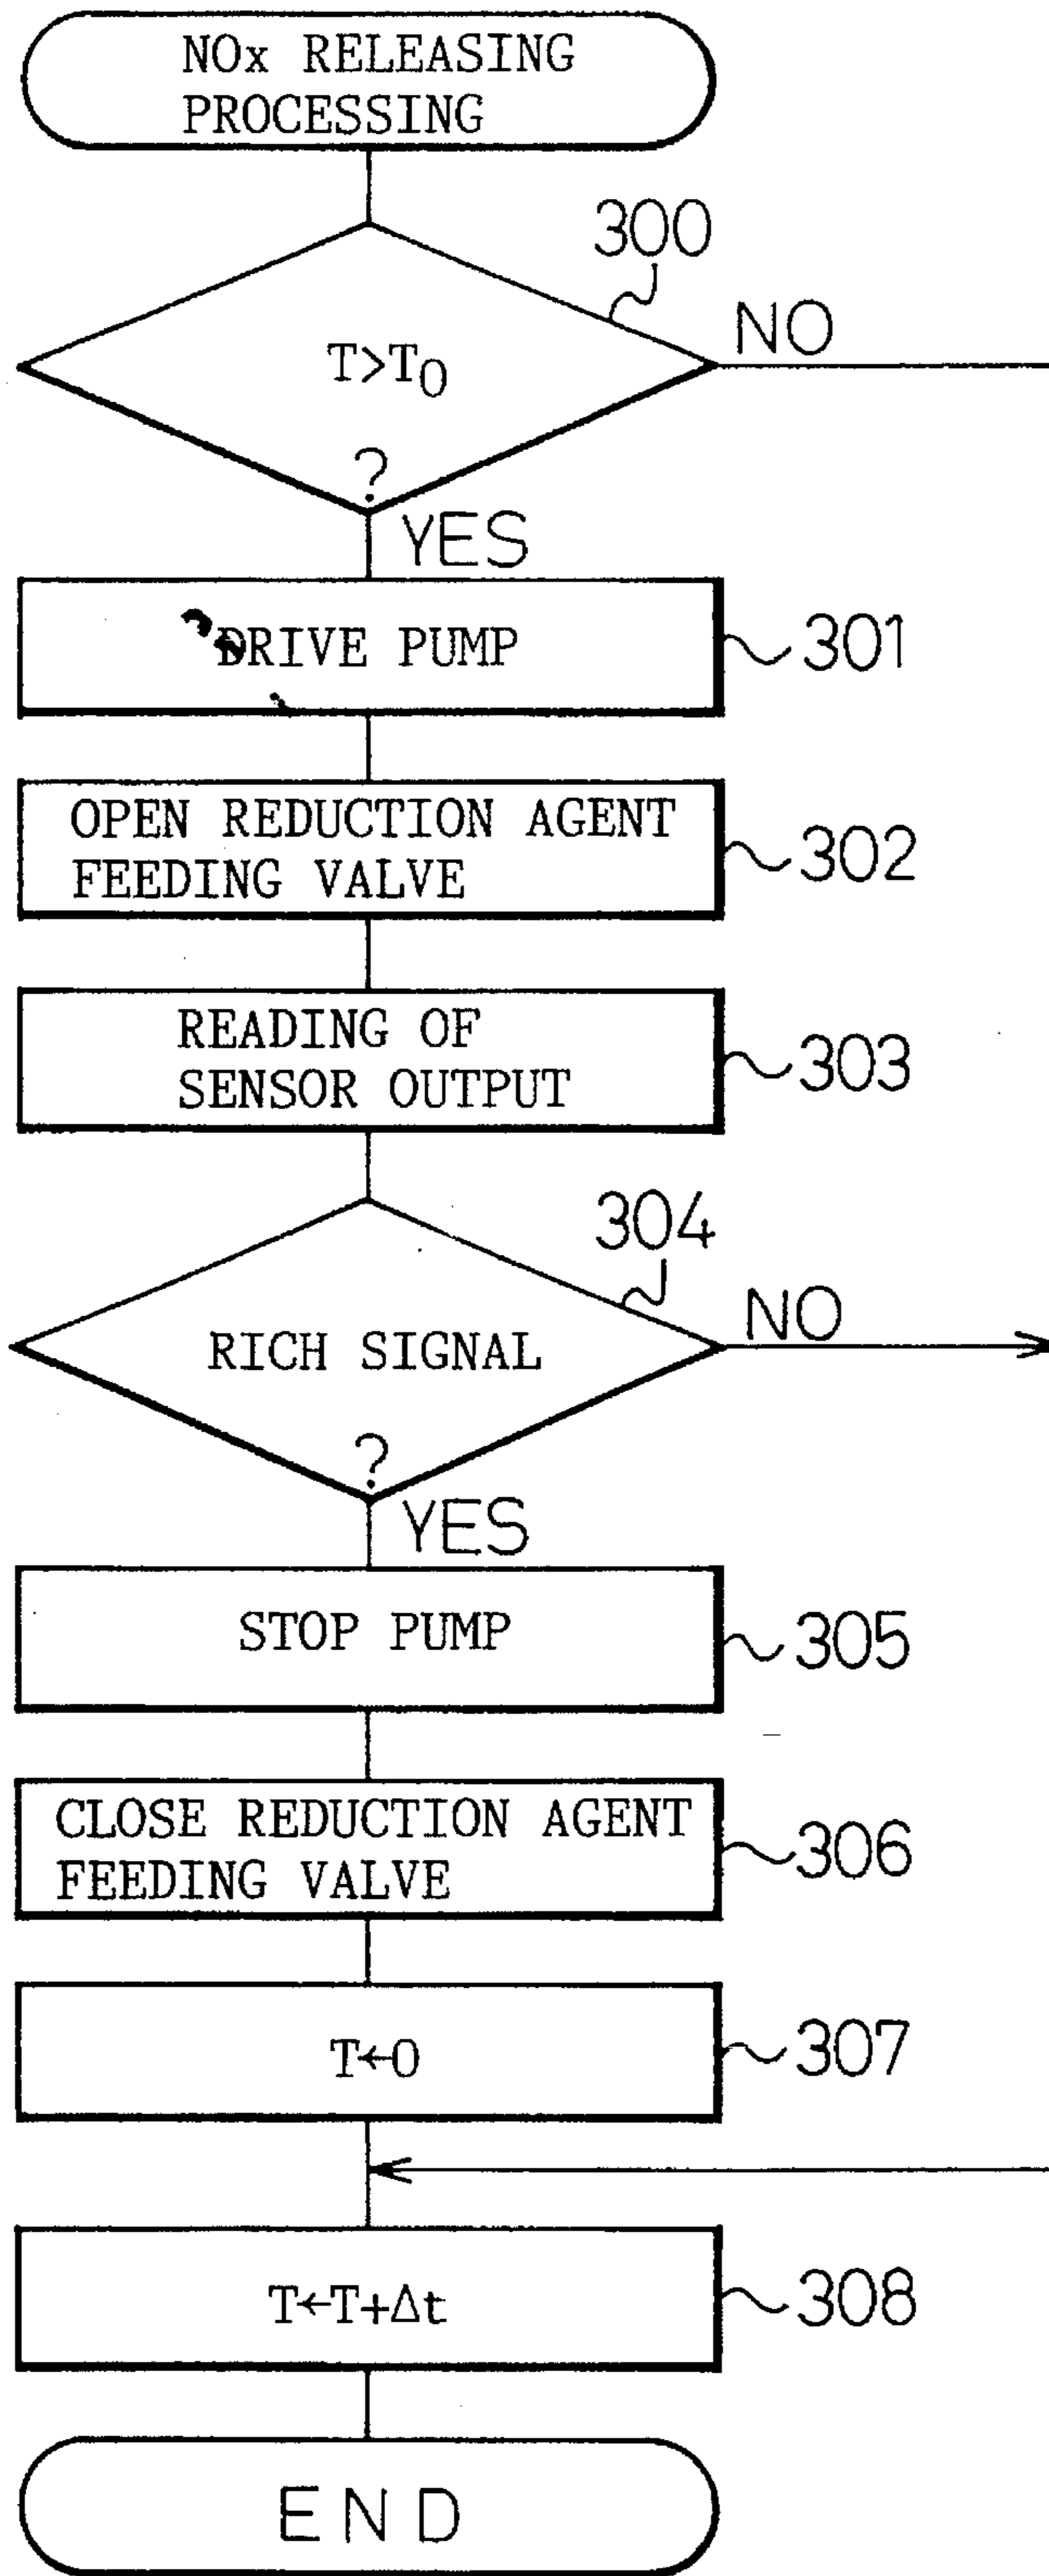 NOx RELEASING
PROCESSING
300
T>T0
NO
?
YES
DRIVE PUMP
301
OPEN REDUCTION AGENT
FEEDING VALVE
302
READING OF
SENSOR OUTPUT
303
304
RICH SIGNAL
NO
?
YES
STOP PUMP
305
CLOSE REDUCTION AGENT
FEEDING VALVE
306
T←0
307
T←T+Δt
308
END